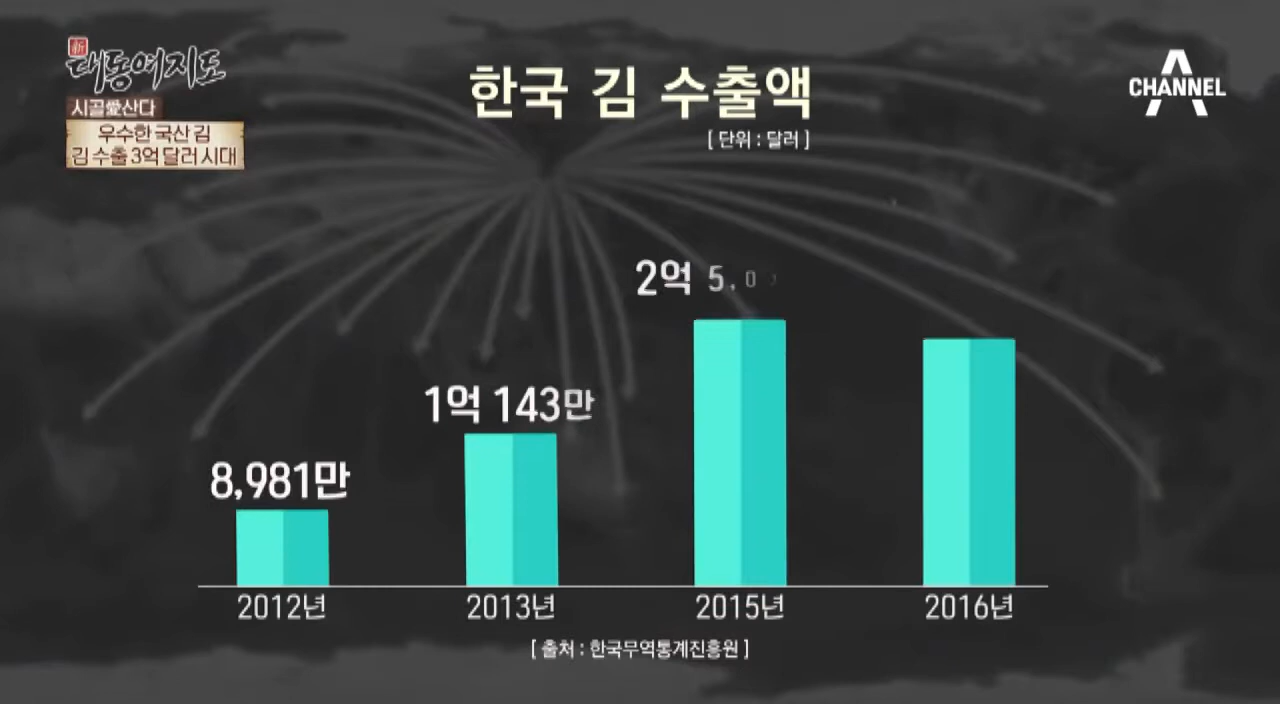 新
대동여지도
시골愛산다
우수한 국산 김
김 수출 3억 달러 시대
CHANNEL A
한국 김 수출액
[ 단위 : 달러 ]
8,981만
1억 143만
2억 5,0
2012년
2013년
2015년
2016년
[ 출처 : 한국무역통계진흥원 ]